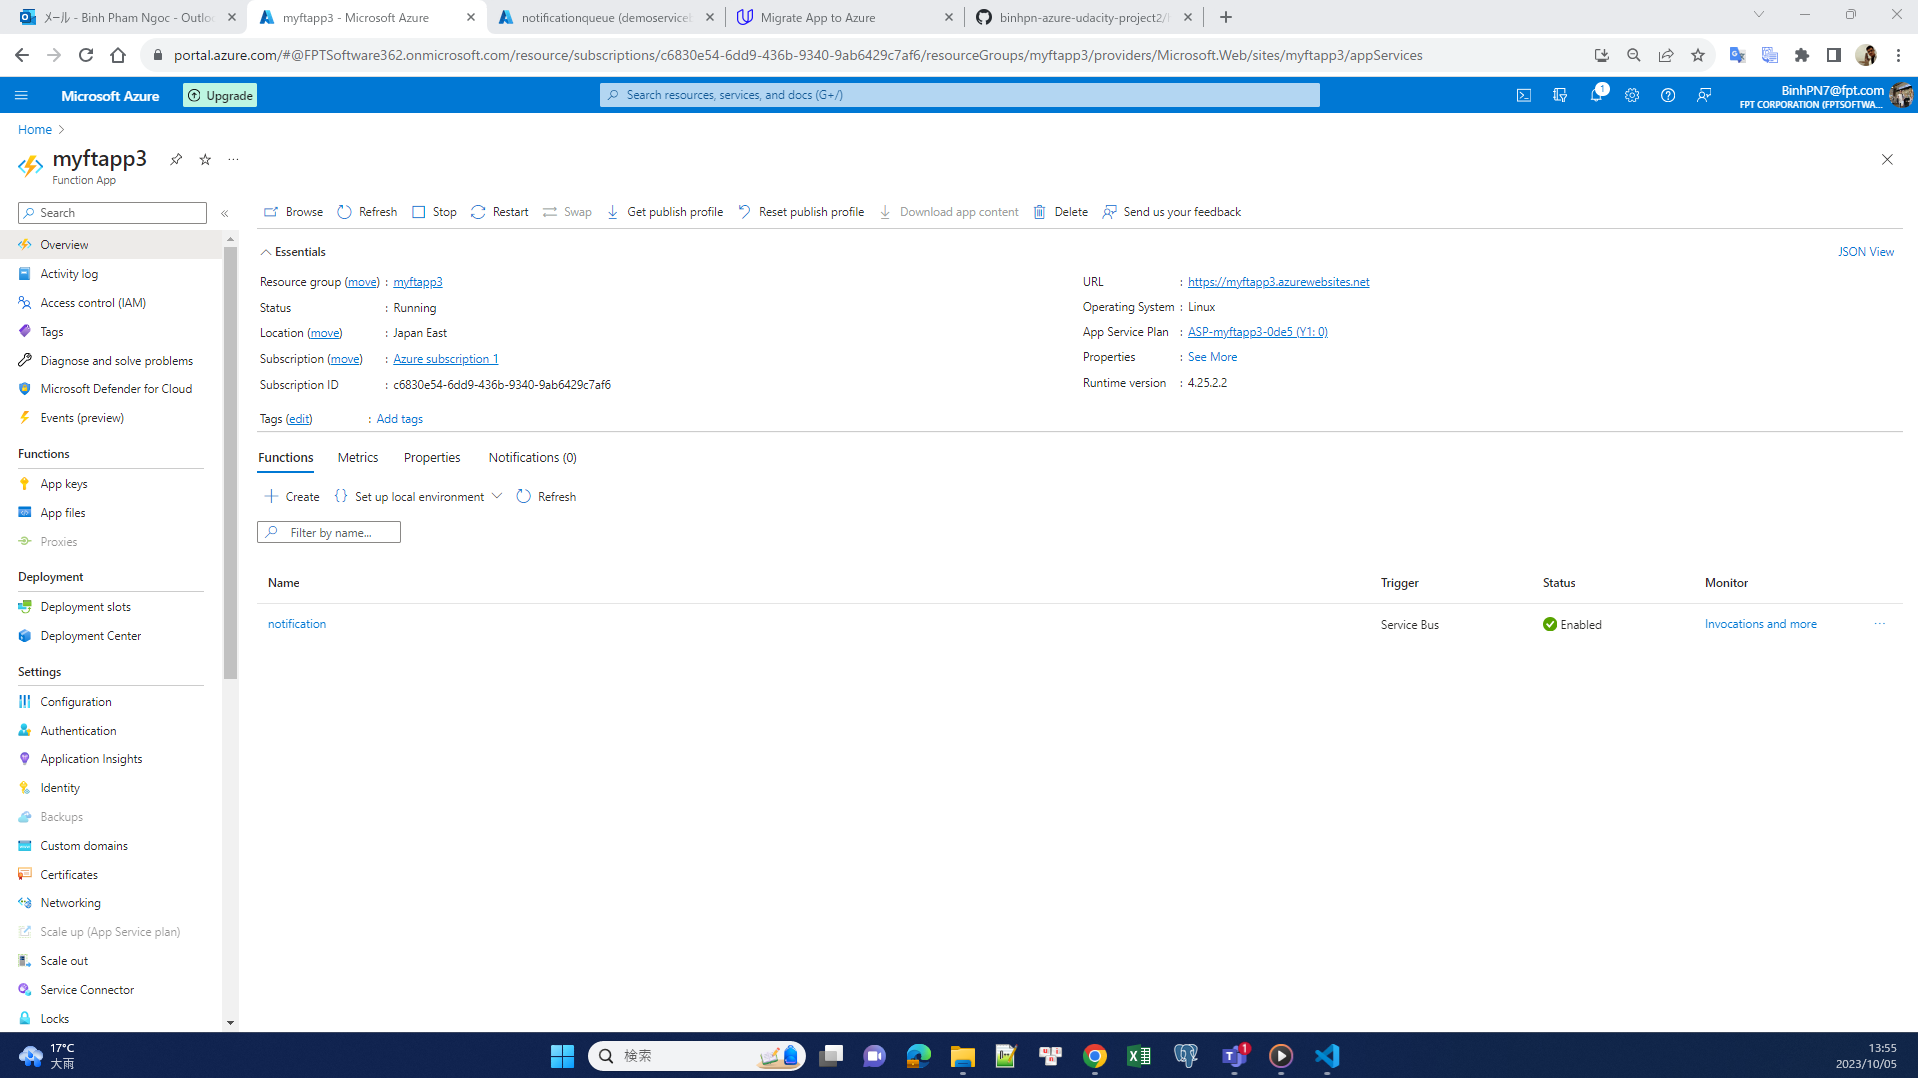 メール - Binh Pham Ngoc - Outloo
myftapp3 - Microsoft Azure
notificationqueue (demoservice
Migrate App to Azure
binhpn-azure-udacity-project2/
portal.azure.com/#@FPTSoftware362.onmicrosoft.com/resource/subscriptions/c6830e54-6dd9-436b-9340-9ab6429c7af6/resourceGroups/myftapp3/providers/Microsoft.Web/sites/myftapp3/appServices
Microsoft Azure
Upgrade
Search resources, services, and docs (G+/)
1
BinhPN7@fpt.com
FPT CORPORATION (FPTSOFTWA...
Home
myftapp3
Function App
Search
Overview
Activity log
Access control (IAM)
Tags
Diagnose and solve problems
Microsoft Defender for Cloud
Events (preview)
Functions
App keys
App files
Proxies
Deployment
Deployment slots
Deployment Center
Settings
Configuration
Authentication
Application Insights
Identity
Backups
Custom domains
Certificates
Networking
Scale up (App Service plan)
Scale out
Service Connector
Locks
Browse Refresh Stop Restart Swap Get publish profile Reset publish profile Download app content Delete Send us your feedback
Essentials
JSON View
Resource group (move) : myftapp3
Status : Running
Location (move) : Japan East
Subscription (move) : Azure subscription 1
Subscription ID : c6830e54-6dd9-436b-9340-9ab6429c7af6
Tags (edit) : Add tags
URL : https://myftapp3.azurewebsites.net
Operating System : Linux
App Service Plan : ASP-myftapp3-0de5 (Y1: 0)
Properties : See More
Runtime version : 4.25.2.2
Functions Metrics Properties Notifications (0)
Create Set up local environment Refresh
Filter by name...
Name Trigger Status Monitor
notification Service Bus Enabled Invocations and more
17°C
大雨
検索
1
13:55
2023/10/05